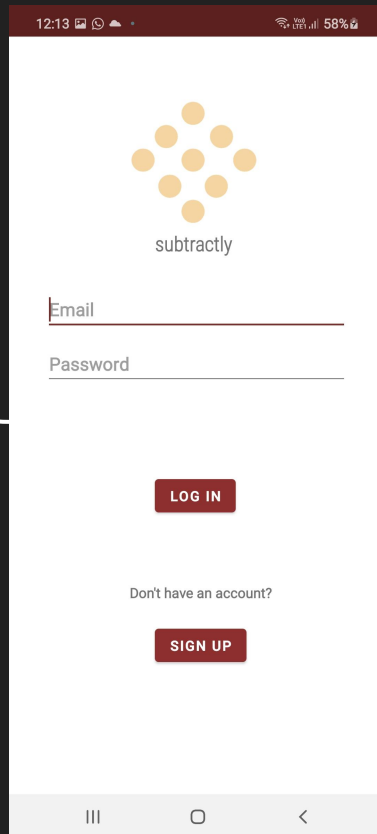 12:13 58%
subtractly
Email
Password
LOG IN
Don't have an account?
SIGN UP